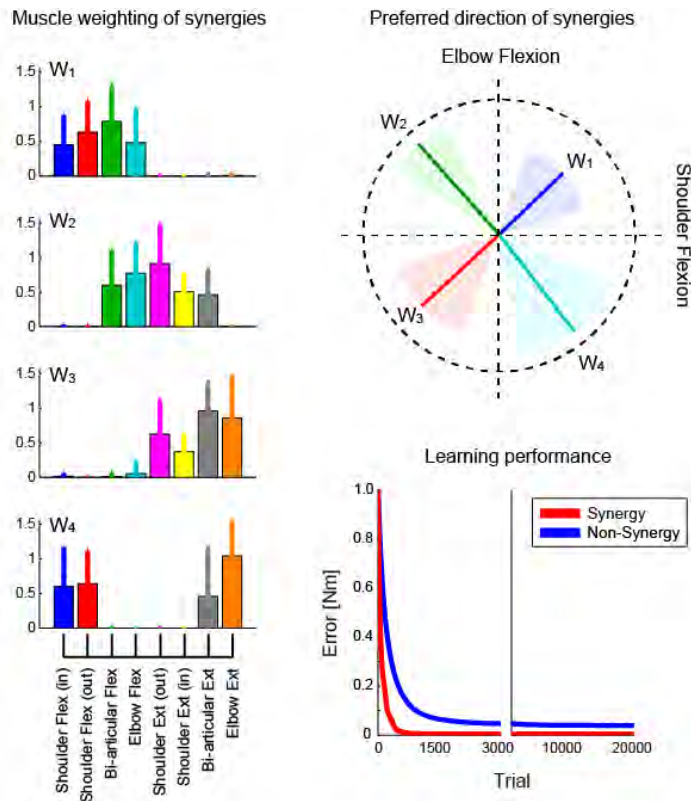 Muscle weighting of synergies
W1
1.5
1
0.5
0
W2
1.5
1
0.5
0
W3
1.5
1
0.5
0
W4
1.5
1
0.5
0
Shoulder Flex (in)
Shoulder Flex (out)
Bi-articular Flex
Elbow Flex
Shoulder Ext (out)
Shoulder Ext (in)
Bi-articular Ext
Elbow Ext
Preferred direction of synergies
Elbow Flexion
W2
W1
Shoulder Flexion
W3
W4
Learning performance
1.0
0.8
0.6
0.4
0.2
0
Error [Nm]
Synergy
Non-Synergy
0 1500 3000 10000 20000
Trial